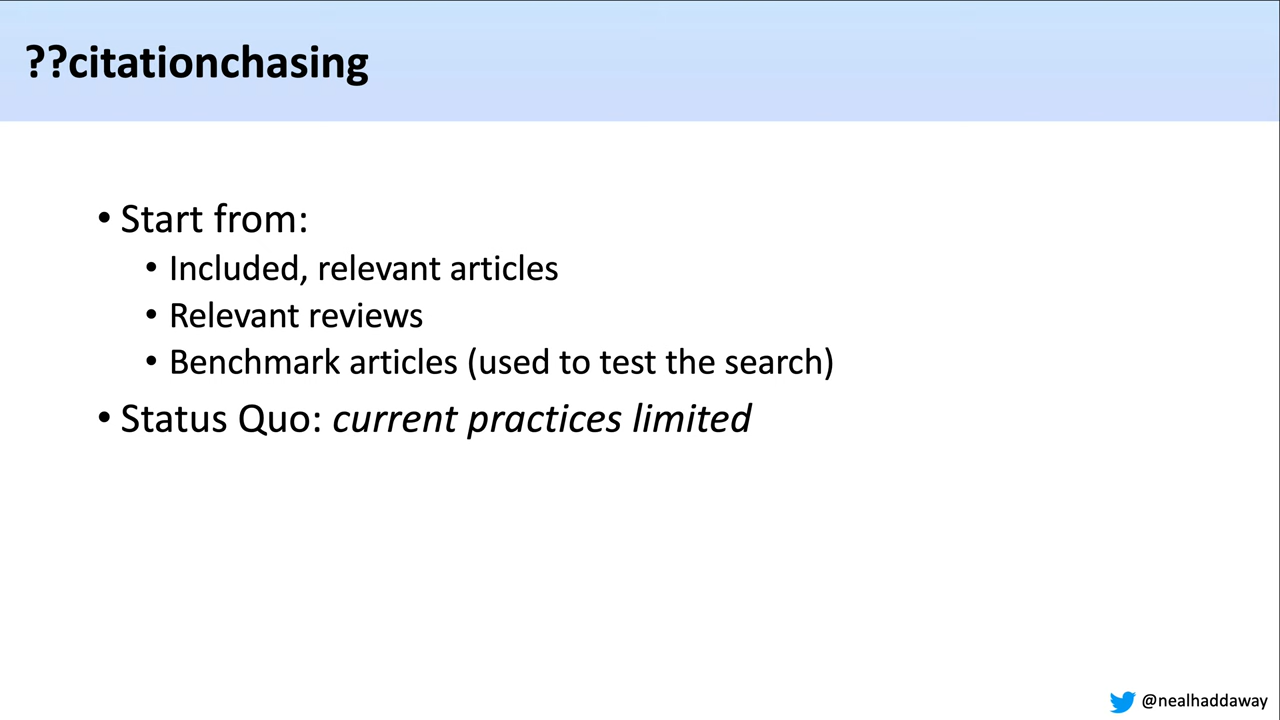 ??citationchasing
• Start from:
• Included, relevant articles
• Relevant reviews
• Benchmark articles (used to test the search)
• Status Quo: current practices limited
@nealhaddaway